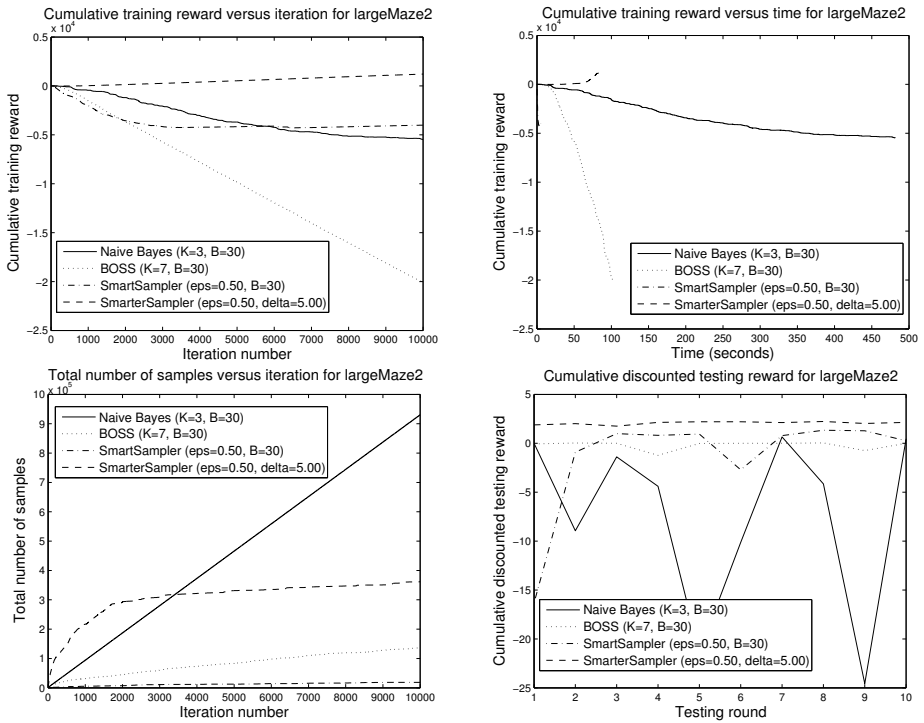 Cumulative training reward versus iteration for largeMaze2
x 10^4
0.5
0
−0.5
−1
−1.5
−2
−2.5
0 1000 2000 3000 4000 5000 6000 7000 8000 9000 10000
Cumulative training reward
Iteration number
Naive Bayes (K=3, B=30)
BOSS (K=7, B=30)
SmartSampler (eps=0.50, B=30)
SmarterSampler (eps=0.50, delta=5.00)
Cumulative training reward versus time for largeMaze2
x 10^4
0.5
0
−0.5
−1
−1.5
−2
−2.5
0 50 100 150 200 250 300 350 400 450 500
Cumulative training reward
Time (seconds)
Naive Bayes (K=3, B=30)
BOSS (K=7, B=30)
SmartSampler (eps=0.50, B=30)
SmarterSampler (eps=0.50, delta=5.00)
Total number of samples versus iteration for largeMaze2
x 10^5
10
9
8
7
6
5
4
3
2
1
0
0 1000 2000 3000 4000 5000 6000 7000 8000 9000 10000
Total number of samples
Iteration number
Naive Bayes (K=3, B=30)
BOSS (K=7, B=30)
SmartSampler (eps=0.50, B=30)
SmarterSampler (eps=0.50, delta=5.00)
Cumulative discounted testing reward for largeMaze2
5
0
−5
−10
−15
−20
−25
1 2 3 4 5 6 7 8 9 10
Cumulative discounted testing reward
Testing round
Naive Bayes (K=3, B=30)
BOSS (K=7, B=30)
SmartSampler (eps=0.50, B=30)
SmarterSampler (eps=0.50, delta=5.00)